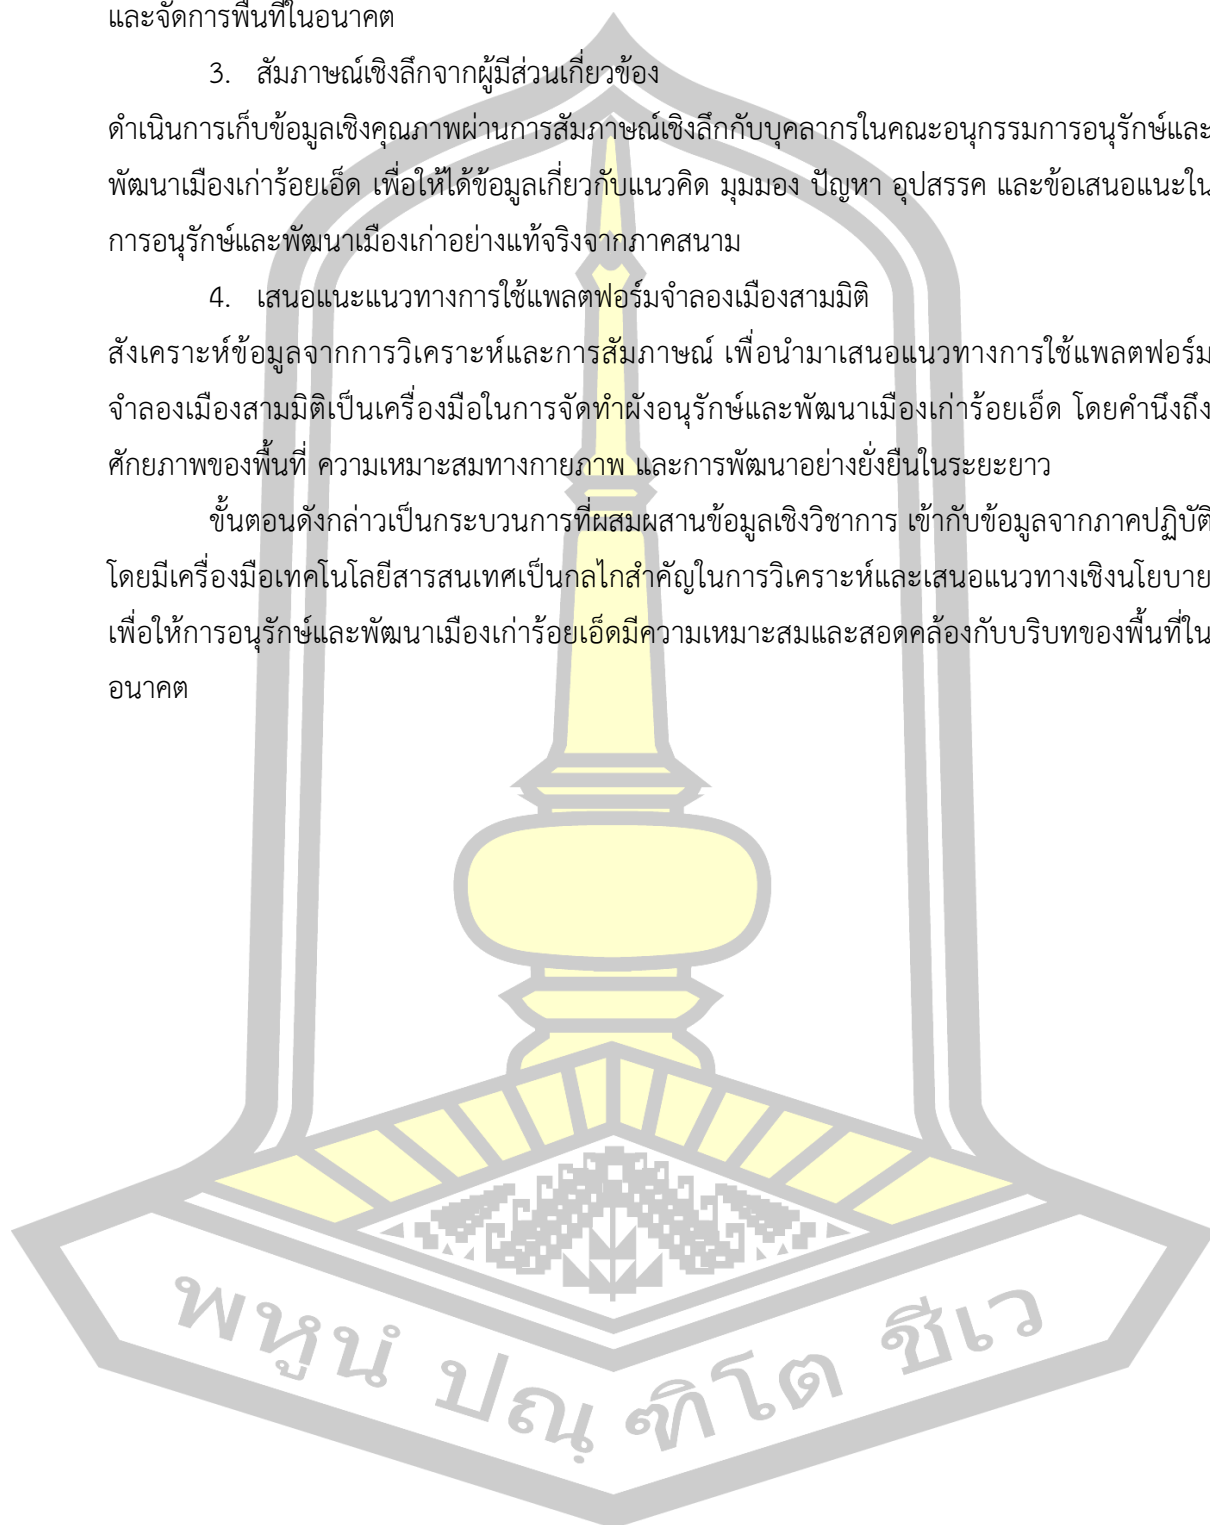 และจัดการพื้นที่ในอนาคต
3. สัมภาษณ์เชิงลึกจากผู้มีส่วนเกี่ยวข้อง
ดำเนินการเก็บข้อมูลเชิงคุณภาพผ่านการสัมภาษณ์เชิงลึกกับบุคลากรในคณะอนุกรรมการอนุรักษ์และ
พัฒนาเมืองเก่าร้อยเอ็ด เพื่อให้ได้ข้อมูลเกี่ยวกับแนวคิด มุมมอง ปัญหา อุปสรรค และข้อเสนอแนะใน
การอนุรักษ์และพัฒนาเมืองเก่าอย่างแท้จริงจากภาคสนาม
4. เสนอแนะแนวทางการใช้แพลตฟอร์มจำลองเมืองสามมิติ
สังเคราะห์ข้อมูลจากการวิเคราะห์และการสัมภาษณ์ เพื่อนำมาเสนอแนวทางการใช้แพลตฟอร์ม
จำลองเมืองสามมิติเป็นเครื่องมือในการจัดทำผังอนุรักษ์และพัฒนาเมืองเก่าร้อยเอ็ด โดยคำนึงถึง
ศักยภาพของพื้นที่ ความเหมาะสมทางกายภาพ และการพัฒนาอย่างยั่งยืนในระยะยาว
ขั้นตอนดังกล่าวเป็นกระบวนการที่ผสมผสานข้อมูลเชิงวิชาการ เข้ากับข้อมูลจากภาคปฏิบัติ
โดยมีเครื่องมือเทคโนโลยีสารสนเทศเป็นกลไกสำคัญในการวิเคราะห์และเสนอแนวทางเชิงนโยบาย
เพื่อให้การอนุรักษ์และพัฒนาเมืองเก่าร้อยเอ็ดมีความเหมาะสมและสอดคล้องกับบริบทของพื้นที่ใน
อนาคต
พหูนํ ปณฺฑิโต ชีเว